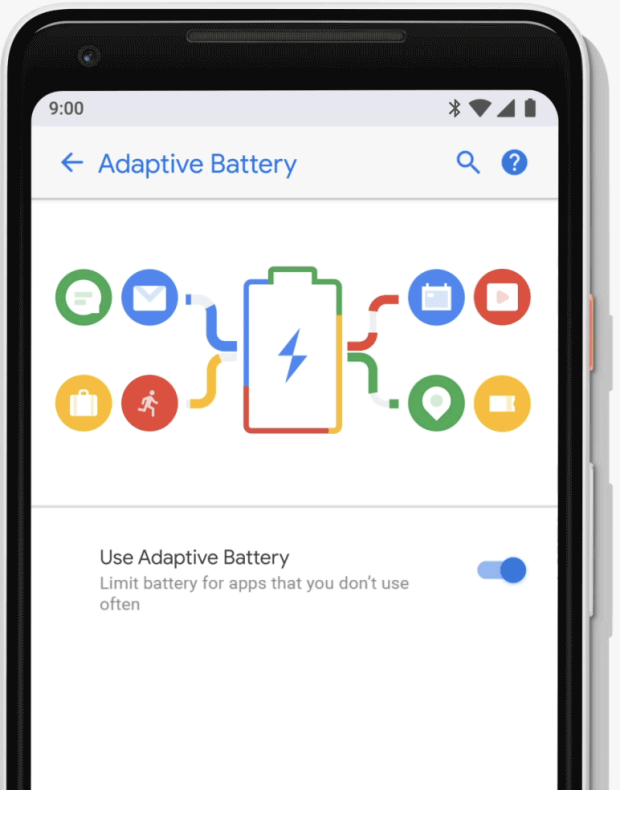 9:00
Adaptive Battery
?
Use Adaptive Battery
Limit battery for apps that you don't use
often